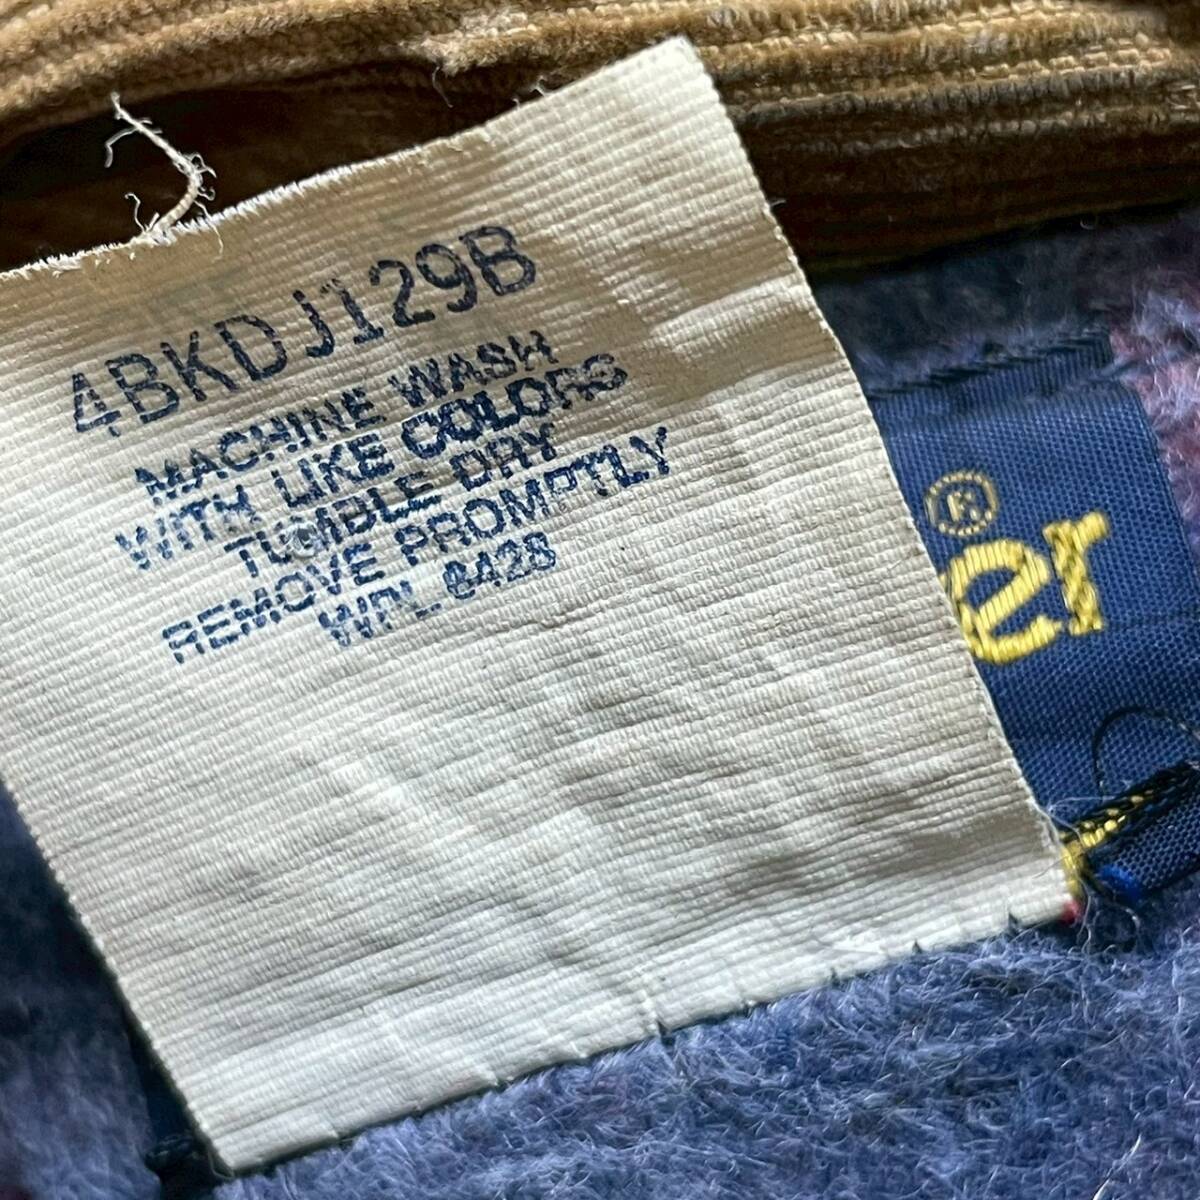 4BKDJ129B
MACHINE WASH
WITH LIKE COLORS
TUMBLE DRY
REMOVE PROMPTLY
WPL 6428
®
er